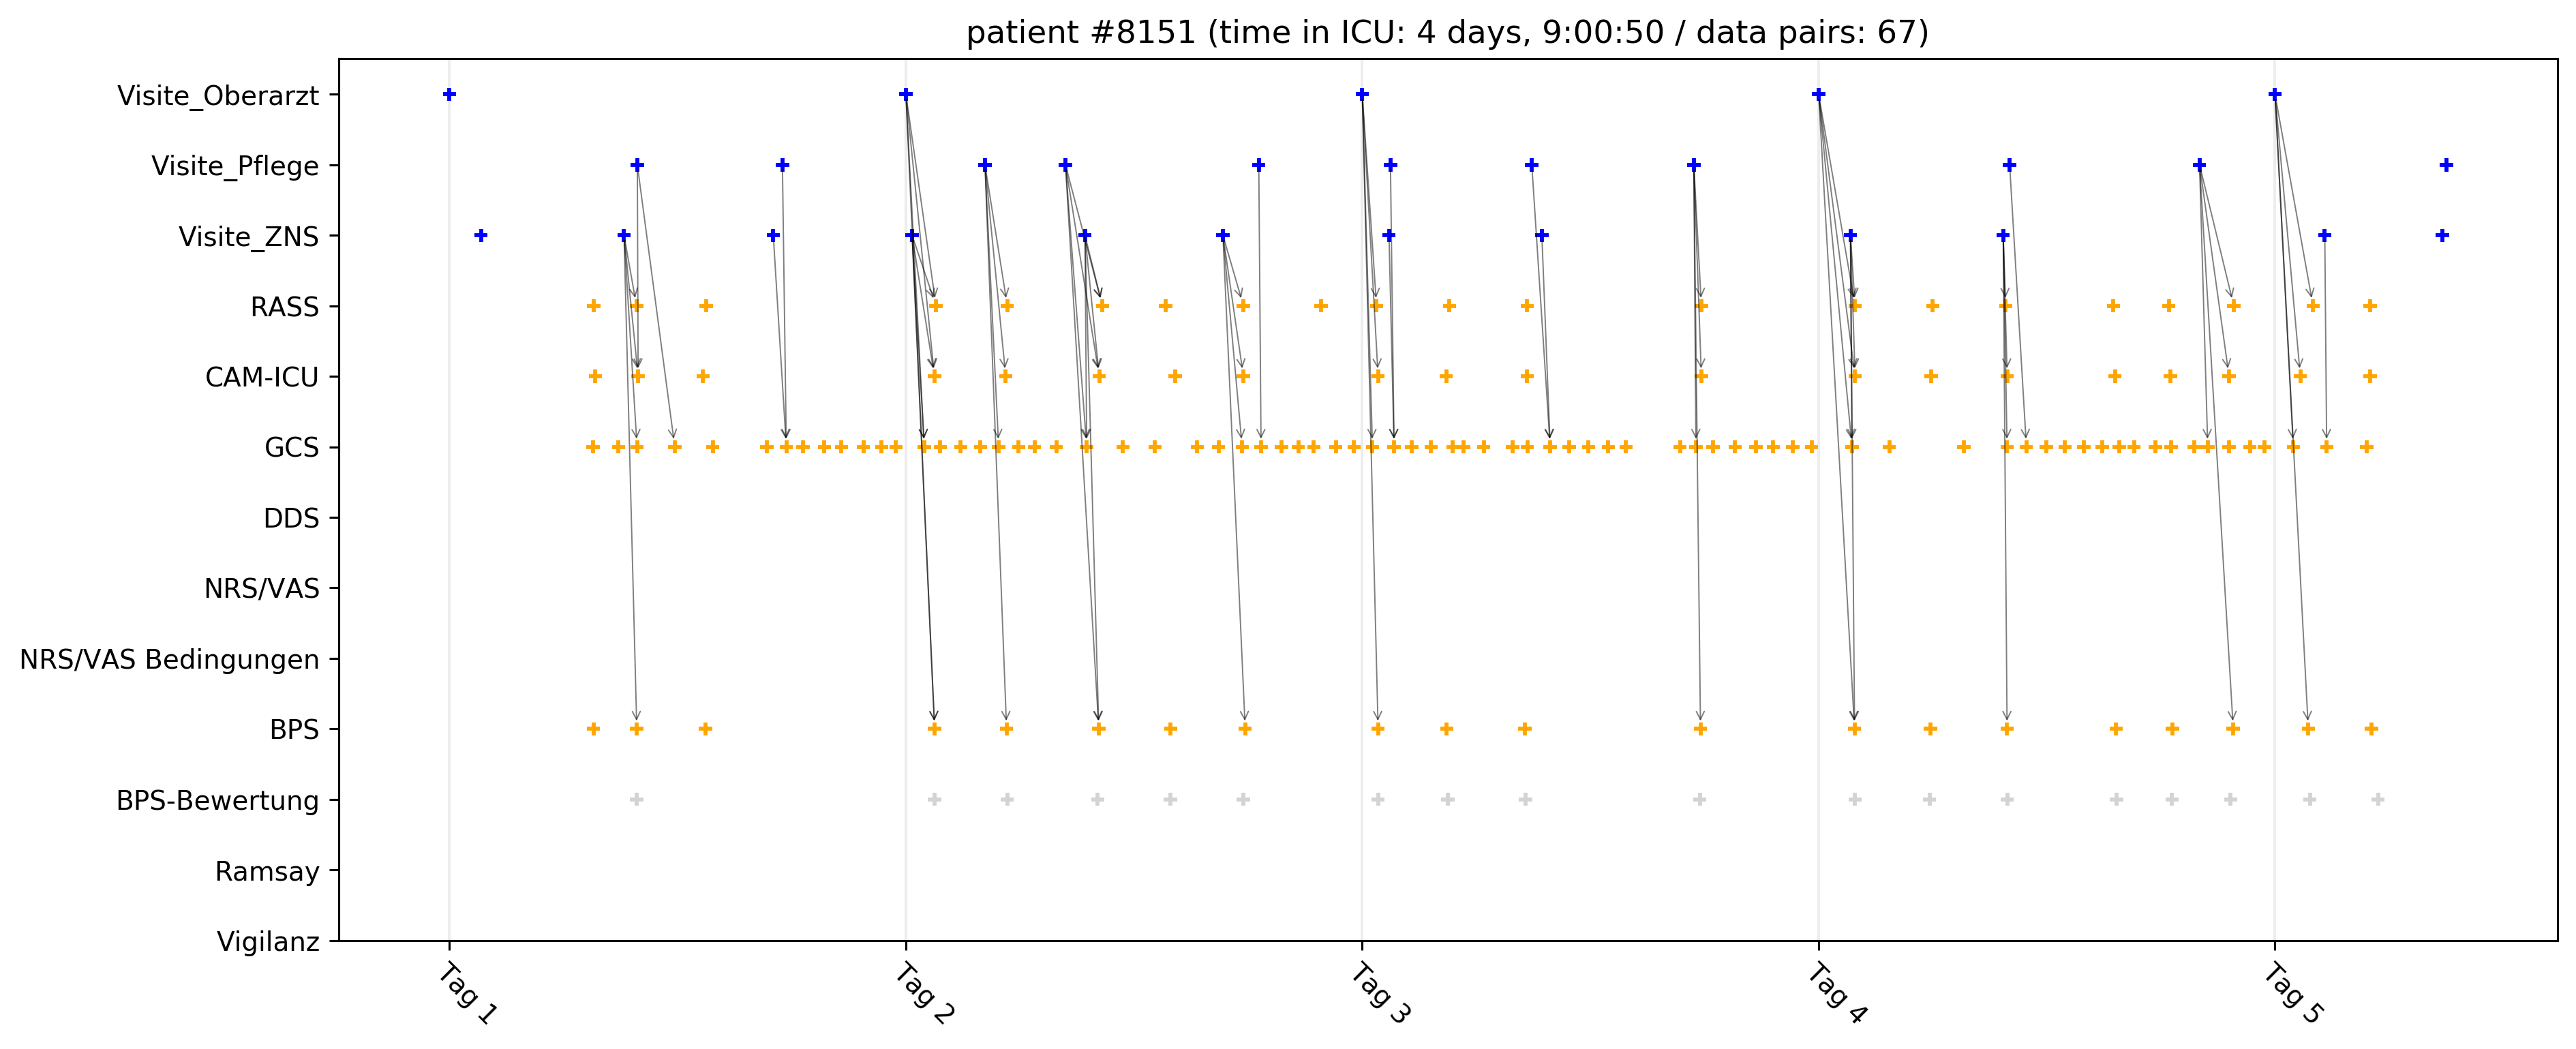 patient #8151 (time in ICU: 4 days, 9:00:50 / data pairs: 67)
Visite_Oberarzt
Visite_Pflege
Visite_ZNS
RASS
CAM-ICU
GCS
DDS
NRS/VAS
NRS/VAS Bedingungen
BPS
BPS-Bewertung
Ramsay
Vigilanz
Tag 1
Tag 2
Tag 3
Tag 4
Tag 5